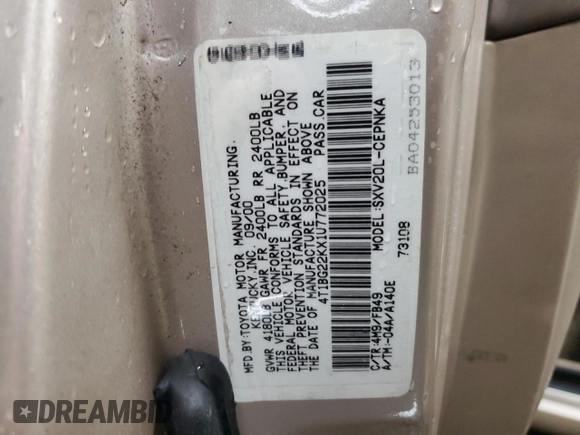 MFD.BY:TOYOTA MOTOR MANUFACTURING.
KENTUCKY,INC. 09/00
GVWR 4180LB GAWR FR 2400LB RR 2400LB
THIS VEHICLE CONFORMS TO ALL APPLICABLE
FEDERAL MOTOR VEHICLE SAFETY,BUMPER, AND
THEFT PREVENTION STANDARDS IN EFFECT ON
THE DATE OF MANUFACTURE SHOWN ABOVE.
4T1BG22KX1U772025 PASS.CAR
C/TR:4M9/FB49 MODEL:SXV20L-CEPNKA
A/TM:-04A/A140E 73108
BA04253013
DREAMBID